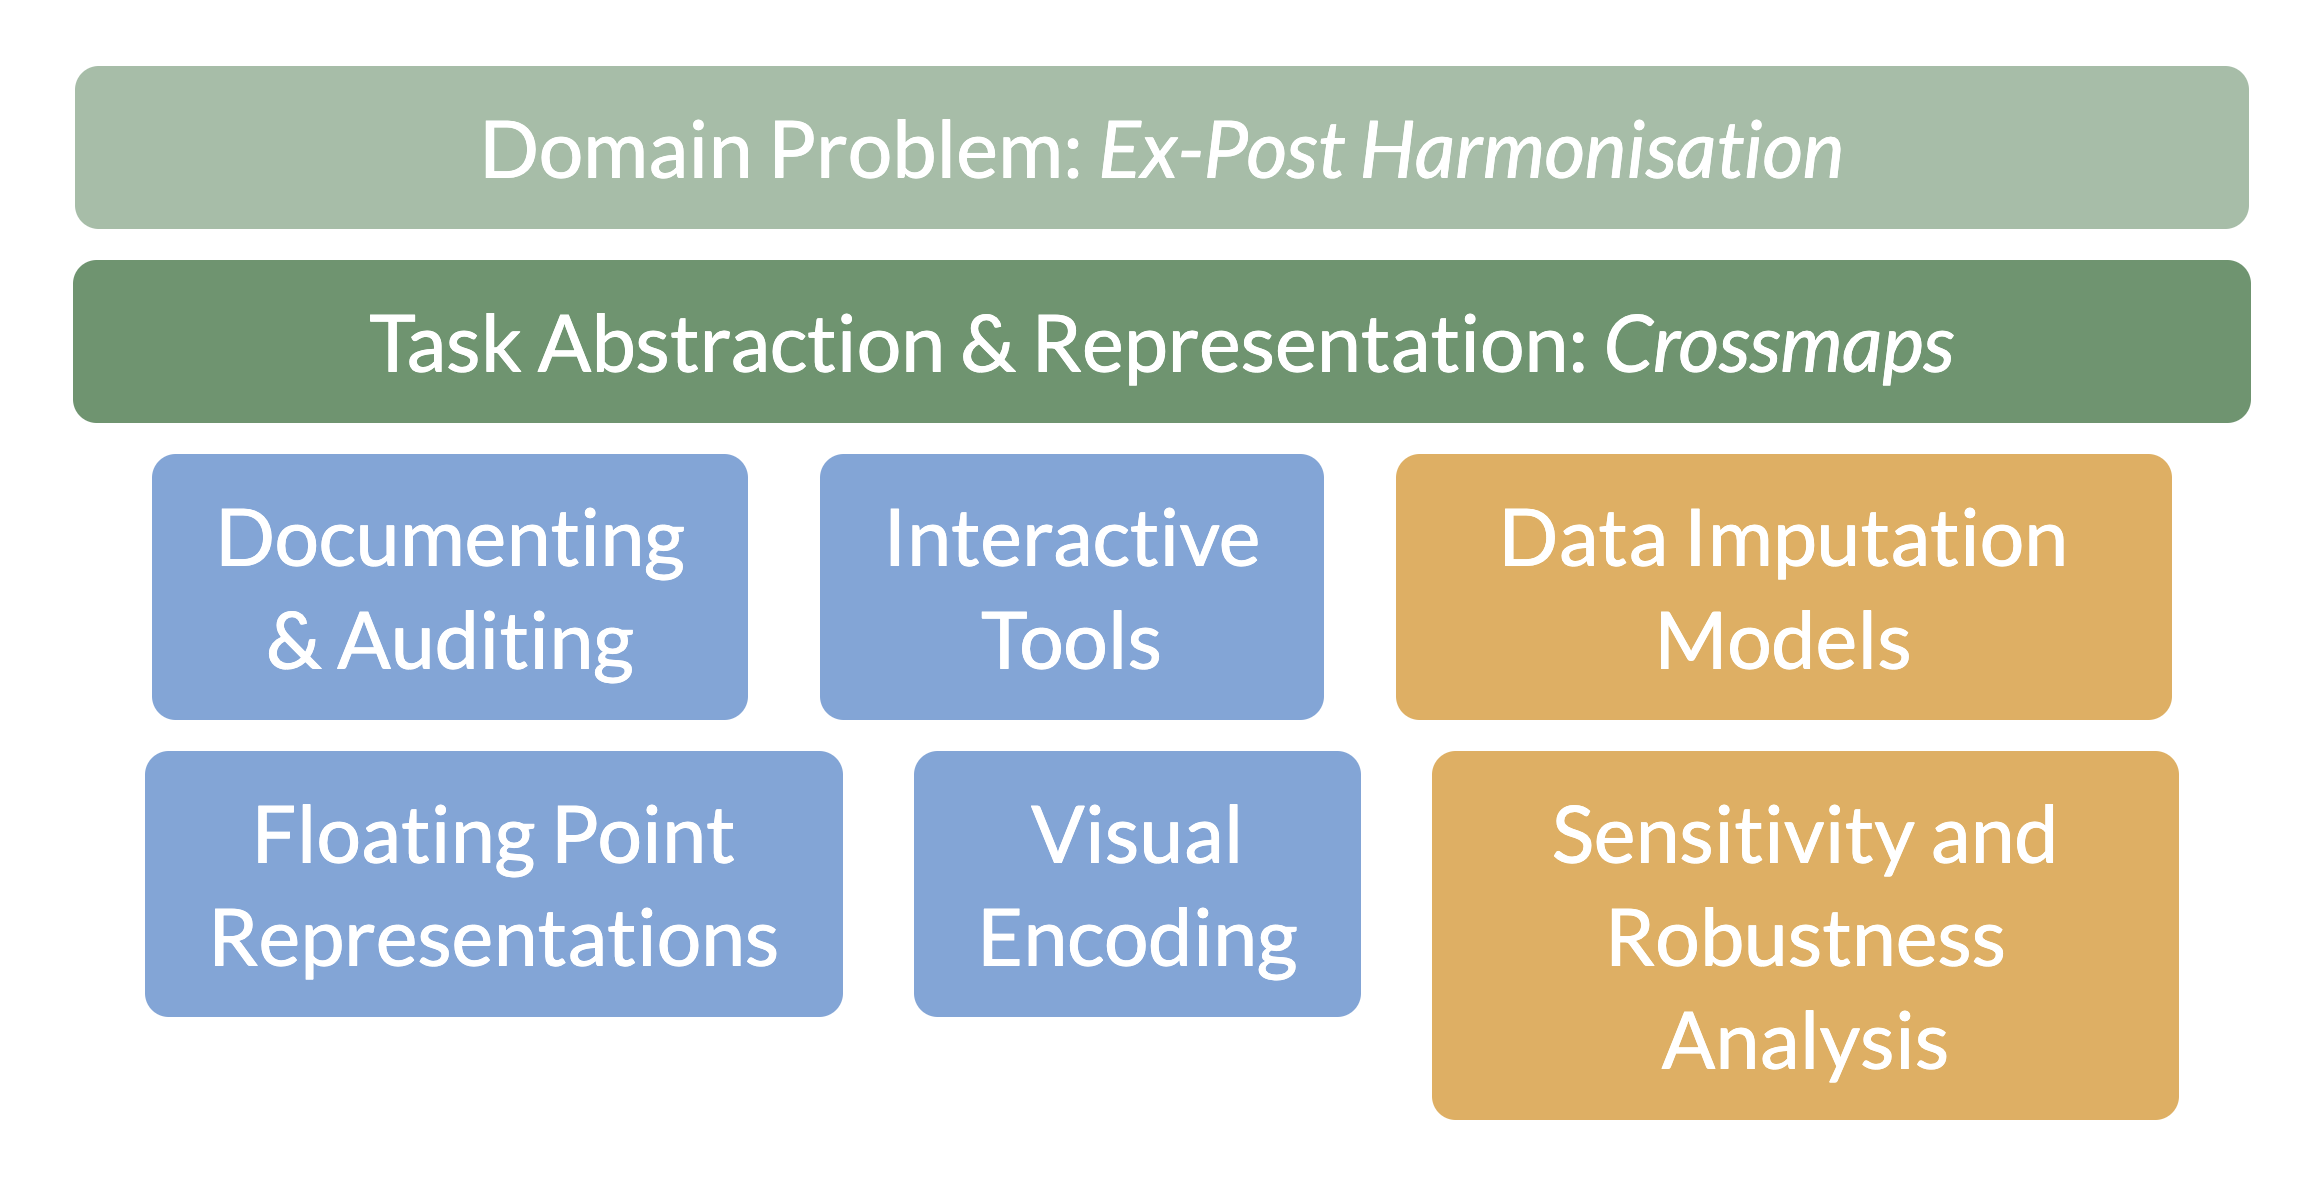 Domain Problem: Ex-Post Harmonisation
Task Abstraction & Representation: Crossmaps
Documenting
& Auditing
Interactive
Tools
Data Imputation
Models
Floating Point
Representations
Visual
Encoding
Sensitivity and
Robustness
Analysis